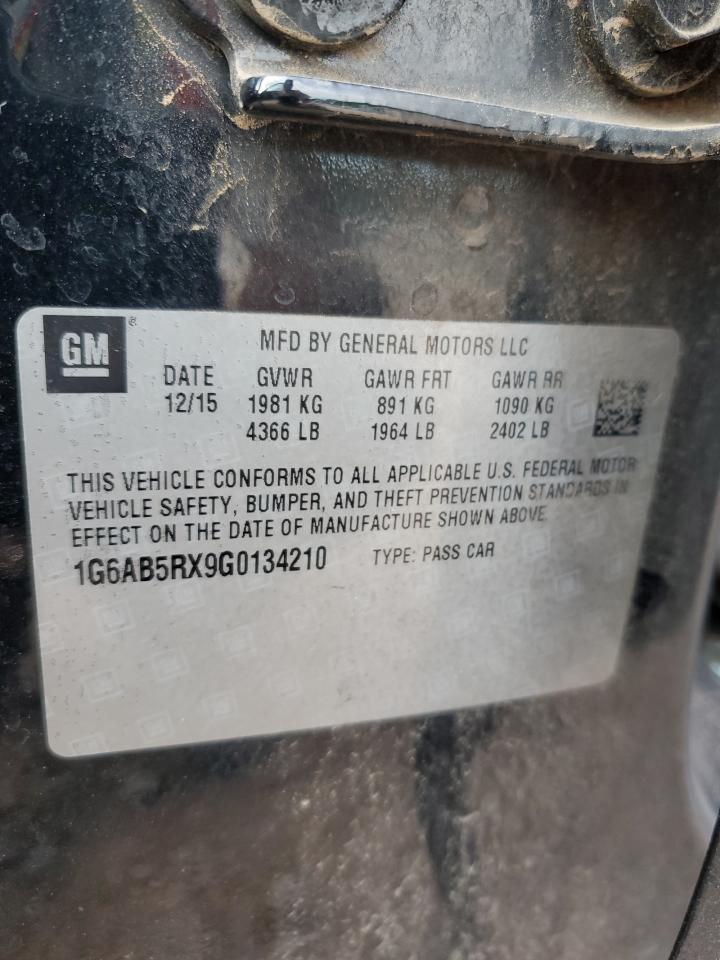 GM ®
MFD BY GENERAL MOTORS LLC
DATE GVWR GAWR FRT GAWR RR
12/15 1981 KG 891 KG 1090 KG
4366 LB 1964 LB 2402 LB
THIS VEHICLE CONFORMS TO ALL APPLICABLE U.S. FEDERAL MOTOR
VEHICLE SAFETY, BUMPER, AND THEFT PREVENTION STANDARDS IN
EFFECT ON THE DATE OF MANUFACTURE SHOWN ABOVE.
1G6AB5RX9G0134210 TYPE: PASS CAR